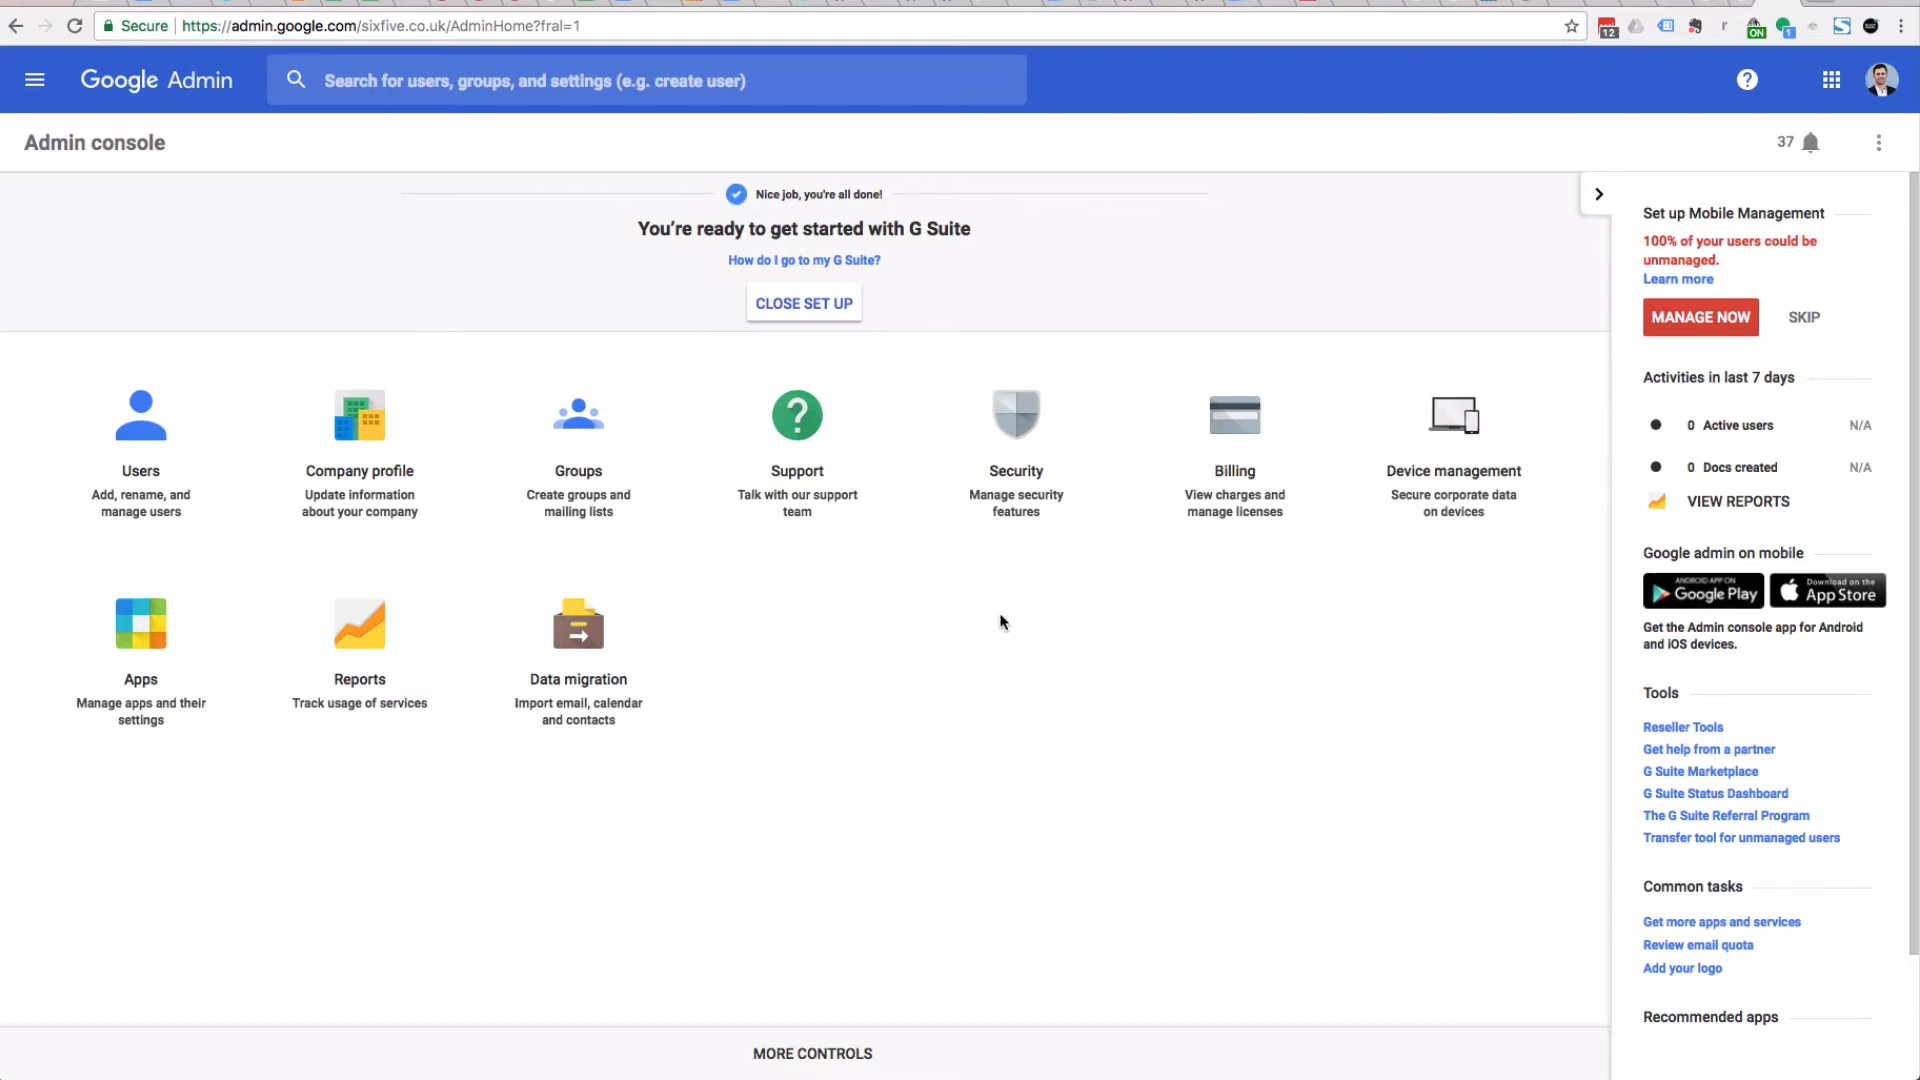 Secure | https://admin.google.com/sixfive.co.uk/AdminHome?fral=1
12
r
ON
1
Google Admin
Search for users, groups, and settings (e.g. create user)
Admin console
37
Nice job, you're all done!
You're ready to get started with G Suite
How do I go to my G Suite?
CLOSE SET UP
Users
Add, rename, and
manage users
Company profile
Update information
about your company
Groups
Create groups and
mailing lists
Support
Talk with our support
team
Security
Manage security
features
Billing
View charges and
manage licenses
Device management
Secure corporate data
on devices
Apps
Manage apps and their
settings
Reports
Track usage of services
Data migration
Import email, calendar
and contacts
MORE CONTROLS
Set up Mobile Management
100% of your users could be
unmanaged.
Learn more
MANAGE NOW
SKIP
Activities in last 7 days
0 Active users N/A
0 Docs created N/A
VIEW REPORTS
Google admin on mobile
ANDROID APP ON
Google Play
Download on the
App Store
Get the Admin console app for Android
and iOS devices.
Tools
Reseller Tools
Get help from a partner
G Suite Marketplace
G Suite Status Dashboard
The G Suite Referral Program
Transfer tool for unmanaged users
Common tasks
Get more apps and services
Review email quota
Add your logo
Recommended apps